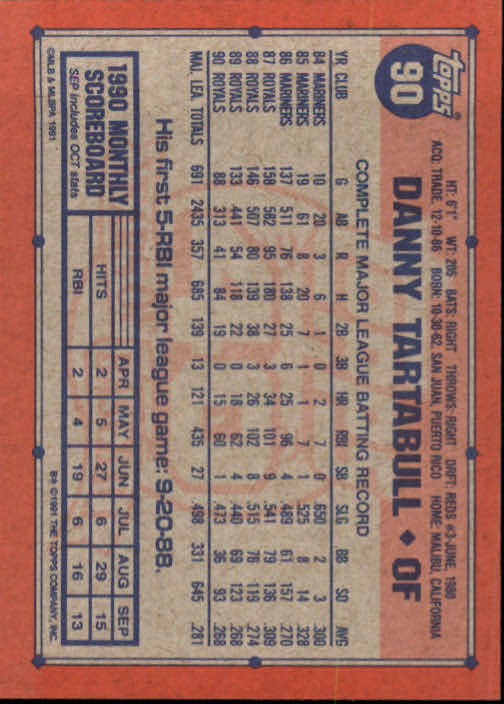 topps
90
HT: 6'1" WT: 205 BATS: RIGHT THROWS: RIGHT DRAFT: REDS #3-JUNE, 1980
ACQ: TRADE, 12-10-86 BORN: 10-30-62, SAN JUAN, PUERTO RICO HOME: MALIBU, CALIFORNIA
DANNY TARTABULL ◆ OF
COMPLETE MAJOR LEAGUE BATTING RECORD
YR CLUB G AB R H 2B 3B HR RBI SB SLG BB SO AVG
84 MARINERS 10 20 3 6 1 0 2 7 0 .650 2 3 .300
85 MARINERS 19 61 8 20 7 1 1 7 1 .525 8 14 .328
86 MARINERS 137 511 76 138 25 6 25 96 4 .489 61 157 .270
87 ROYALS 158 582 95 180 27 3 34 101 9 .541 79 136 .309
88 ROYALS 146 507 80 139 38 3 26 102 8 .515 76 119 .274
89 ROYALS 133 441 54 118 22 0 18 62 4 .440 69 123 .268
90 ROYALS 88 313 41 84 19 0 15 60 1 .473 36 93 .268
MAJ. LEA. TOTALS 691 2435 357 685 139 13 121 435 27 .498 331 645 .281
His first 5-RBI major league game: 9-20-88.
1990 MONTHLY SCOREBOARD
SEP includes OCT stats
APR MAY JUN JUL AUG SEP
HITS 2 5 27 6 29 15
RBI 2 4 19 6 16 13
©MLB & MLBPA 1991
B* ©1991 THE TOPPS COMPANY, INC.